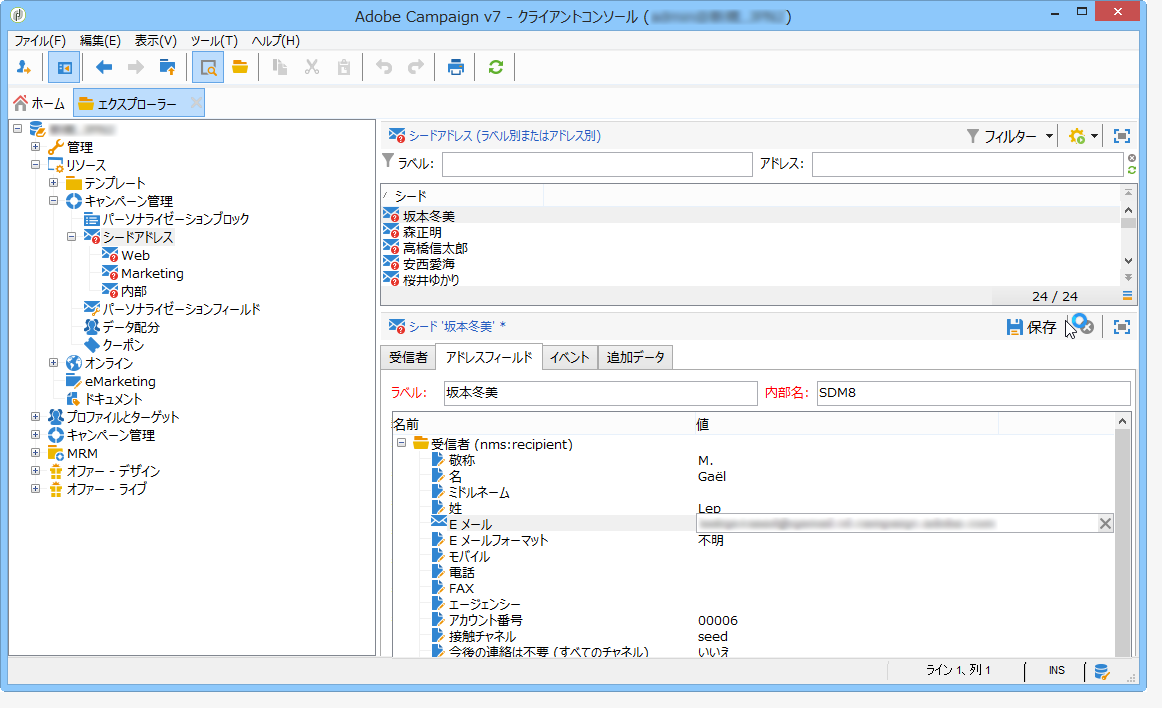 Adobe Campaign v7 - クライアントコンソール (
)
ファイル(F) 編集(E) 表示(V) ツール(T) ヘルプ(H)
ホーム エクスプローラー
管理
リソース
テンプレート
キャンペーン管理
パーソナライゼーションブロック
シードアドレス
Web
Marketing
内部
パーソナライゼーションフィールド
データ配分
クーポン
オンライン
eMarketing
ドキュメント
プロファイルとターゲット
キャンペーン管理
MRM
オファー - デザイン
オファー - ライブ
シードアドレス (ラベル別またはアドレス別) フィルター
ラベル: アドレス:
シード
坂本冬美
森正明
高橋信太郎
安西愛海
桜井ゆかり
24 / 24
シード '坂本冬美' * 保存
受信者 アドレスフィールド イベント 追加データ
ラベル: 坂本冬美 内部名: SDM8
名前 値
受信者 (nms:recipient)
敬称 M.
名 Gaël
ミドルネーム
姓 Lep
E メール
E メールフォーマット 不明
モバイル
電話
FAX
エージェンシー
アカウント番号 00006
接触チャネル seed
今後の連絡は不要 (すべてのチャネル) いいえ
ライン 1、列 1 INS